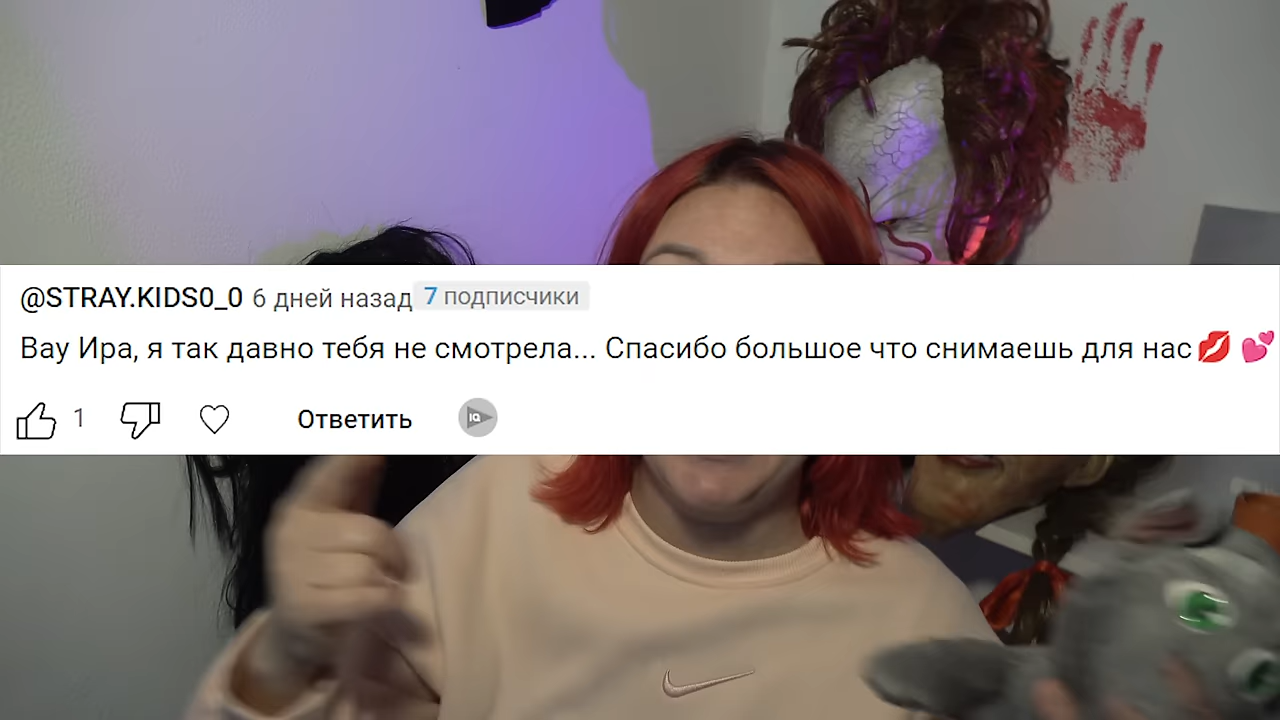 @STRAY.KIDS0_0 6 дней назад 7 подписчики
Вау Ира, я так давно тебя не смотрела... Спасибо большое что снимаешь для нас💋 💕
1 Ответить IQ